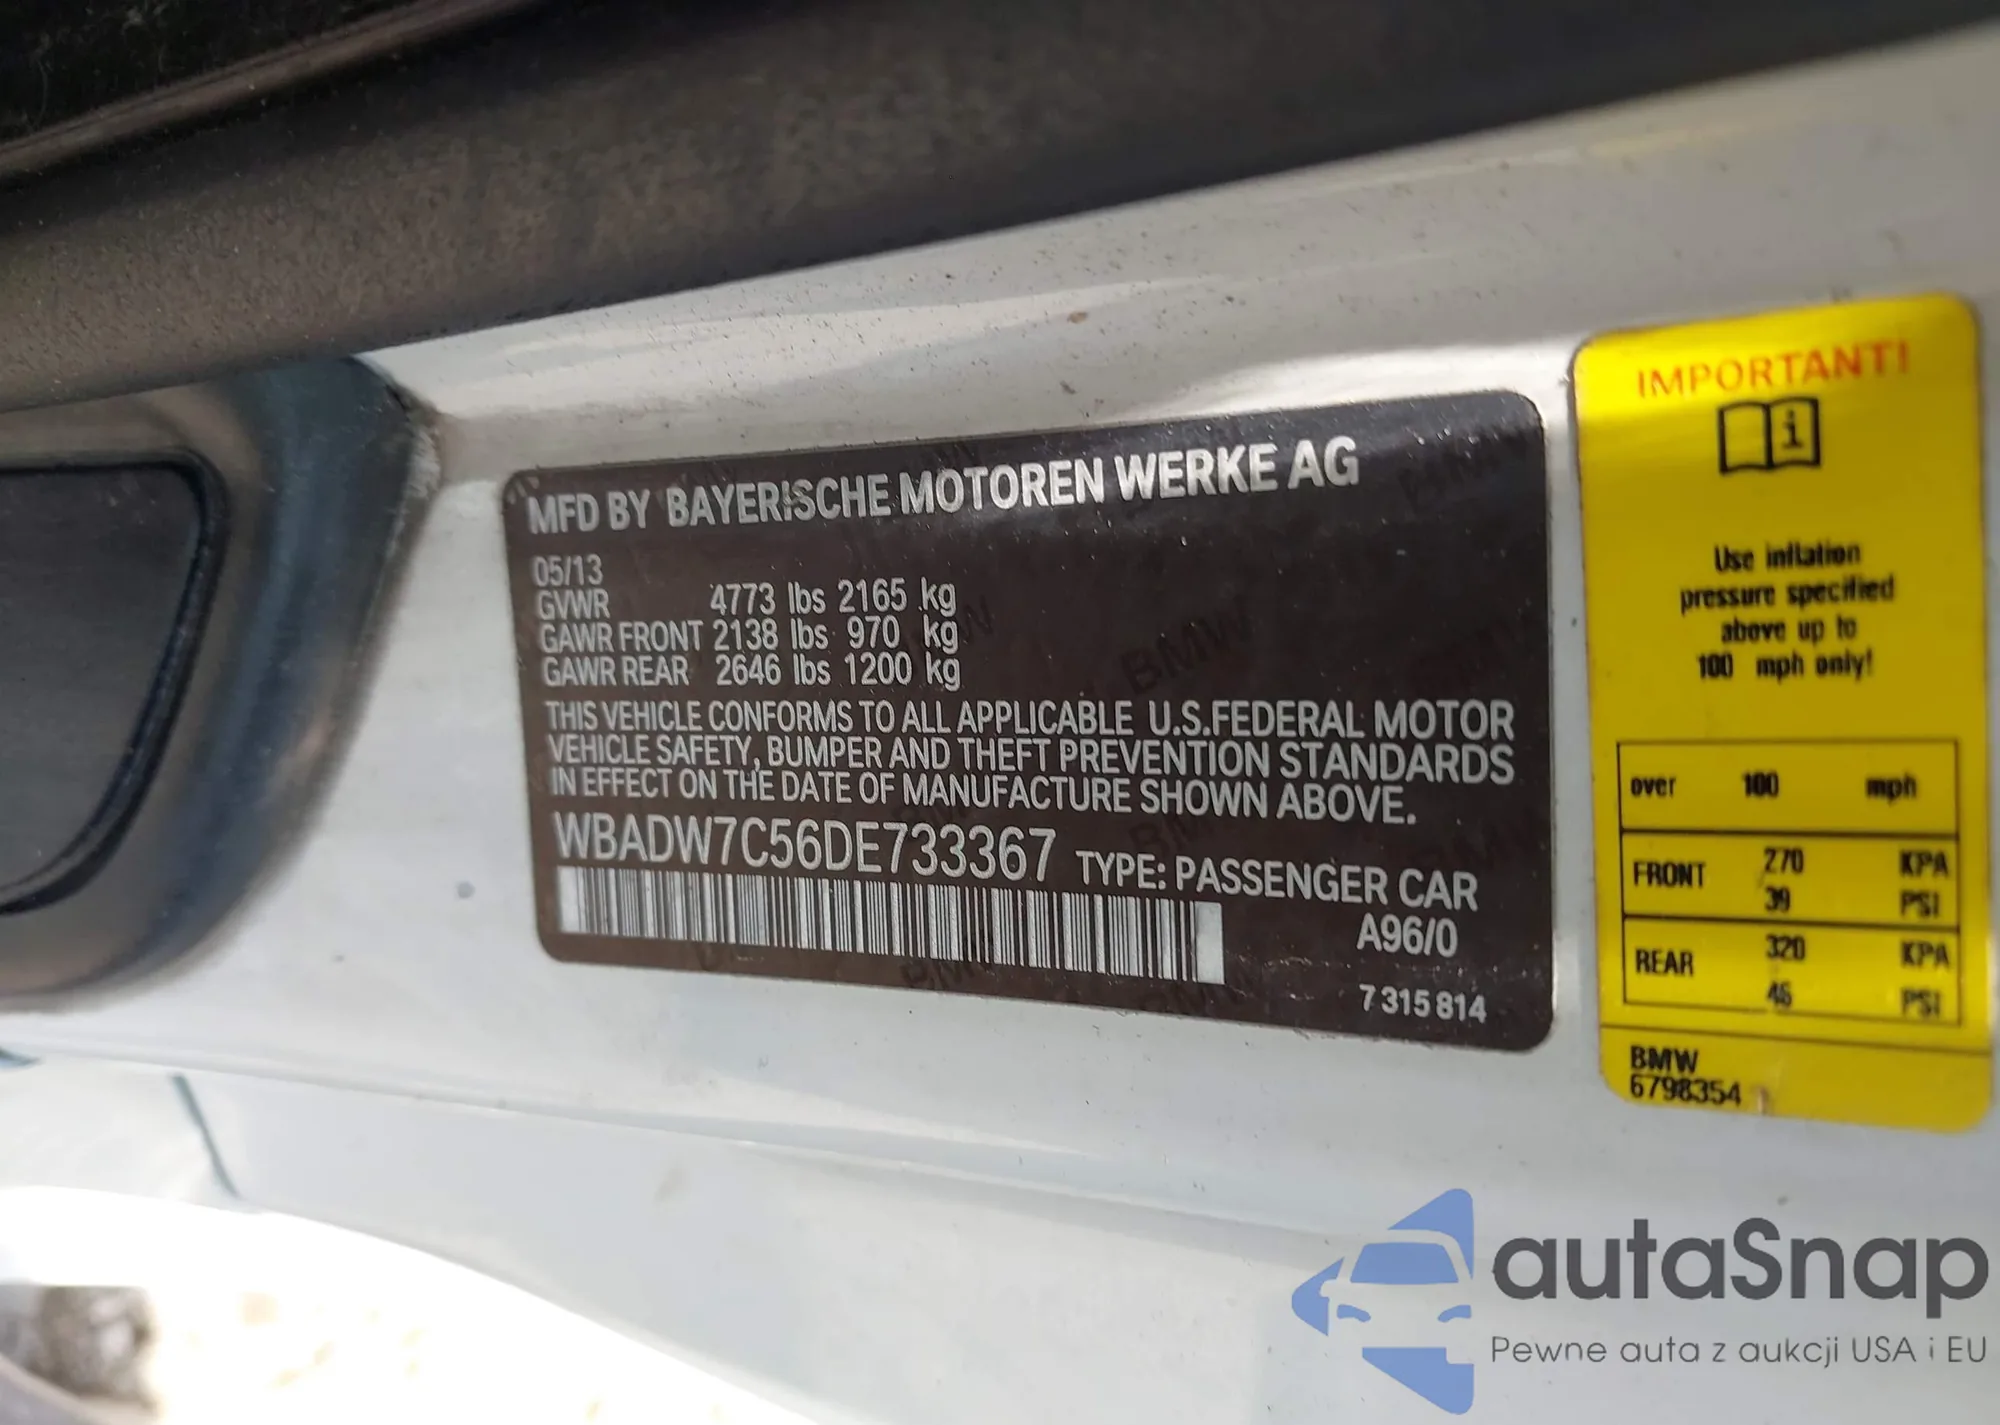 MFD BY BAYERISCHE MOTOREN WERKE AG
05/13
GVWR 4773 lbs 2165 kg
GAWR FRONT 2138 lbs 970 kg
GAWR REAR 2646 lbs 1200 kg
THIS VEHICLE CONFORMS TO ALL APPLICABLE U.S.FEDERAL MOTOR
VEHICLE SAFETY, BUMPER AND THEFT PREVENTION STANDARDS
IN EFFECT ON THE DATE OF MANUFACTURE SHOWN ABOVE.
WBADW7C56DE733367 TYPE: PASSENGER CAR
A96/0
7 315 814
IMPORTANT!
i
Use inflation
pressure specified
above up to
100 mph only!
over 100 mph
FRONT 270 KPA
39 PSI
REAR 320 KPA
46 PSI
BMW
6798354
autaSnap
Pewne auta z aukcji USA i EU